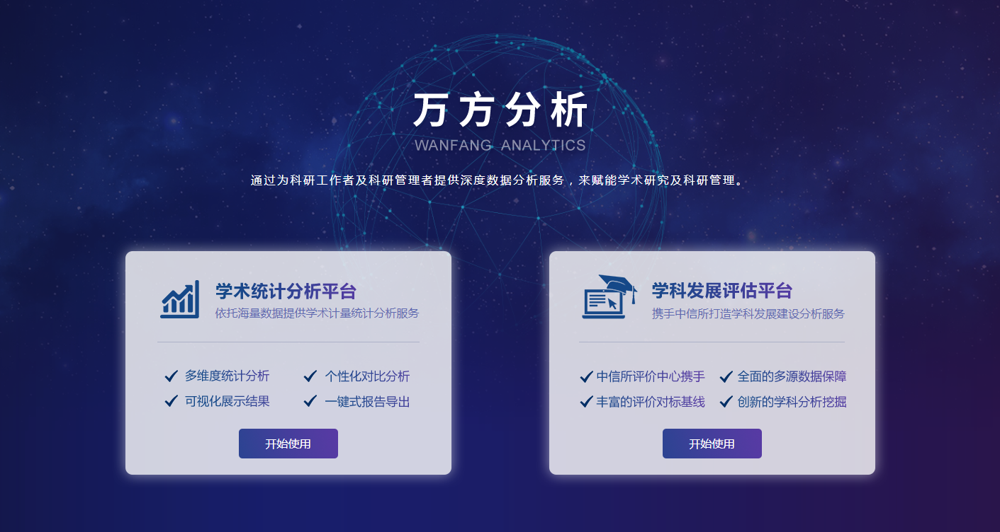 万方分析
WANFANG ANALYTICS
通过为科研工作者及科研管理者提供深度数据分析服务，来赋能学术研究及科研管理。
学术统计分析平台
依托海量数据提供学术计量统计分析服务
多维度统计分析
个性化对比分析
可视化展示结果
一键式报告导出
开始使用
学科发展评估平台
携手中信所打造学科发展建设分析服务
中信所评价中心携手
全面的多源数据保障
丰富的评价对标基线
创新的学科分析挖掘
开始使用